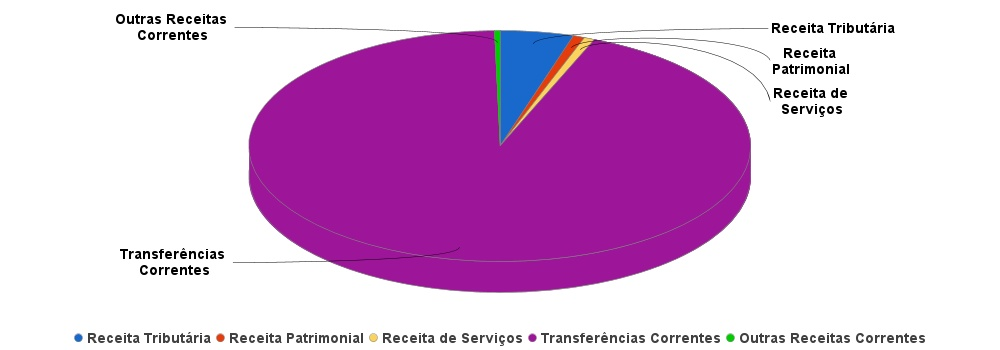 Outras Receitas
Correntes
Receita Tributária
Receita
Patrimonial
Receita de
Serviços
Transferências
Correntes
Receita Tributária Receita Patrimonial Receita de Serviços Transferências Correntes Outras Receitas Correntes